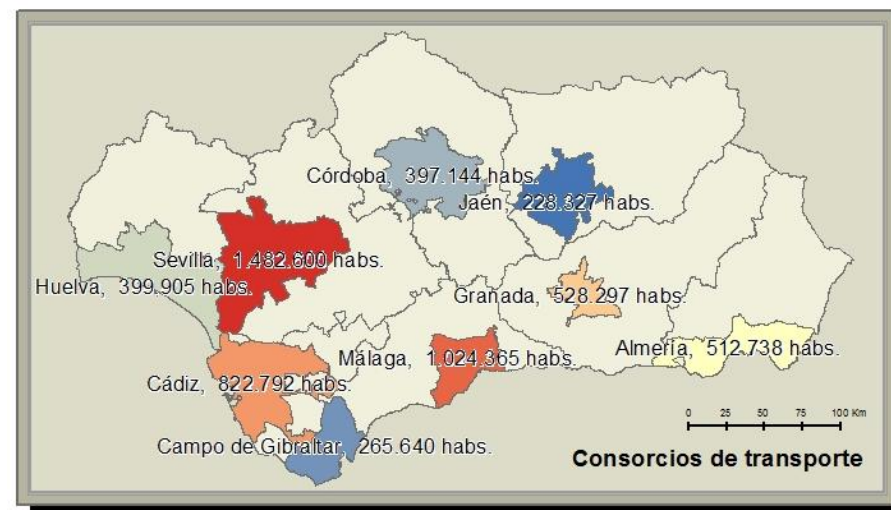 Córdoba, 397.144 habs.
Jaén, 228.327 habs.
Sevilla, 1.482.600 habs.
Huelva, 399.905 habs.
Granada, 528.297 habs.
Almería, 512.738 habs.
Málaga, 1.024.365 habs.
Cádiz, 822.792 habs.
Campo de Gibraltar, 265.640 habs.
0 25 50 75 100 Km
Consorcios de transporte